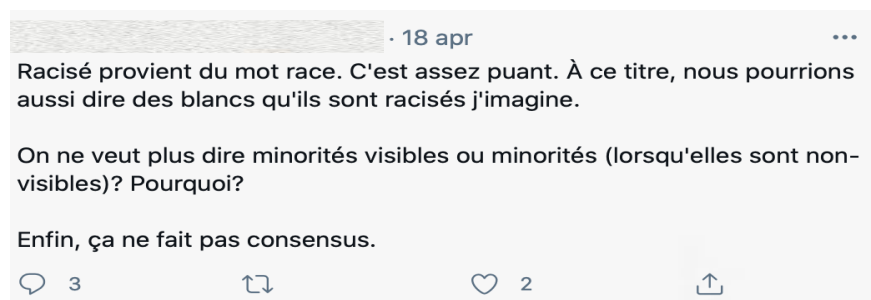 · 18 apr
Racisé provient du mot race. C'est assez puant. À ce titre, nous pourrions
aussi dire des blancs qu'ils sont racisés j'imagine.
On ne veut plus dire minorités visibles ou minorités (lorsqu'elles sont non-
visibles)? Pourquoi?
Enfin, ça ne fait pas consensus.
3 2